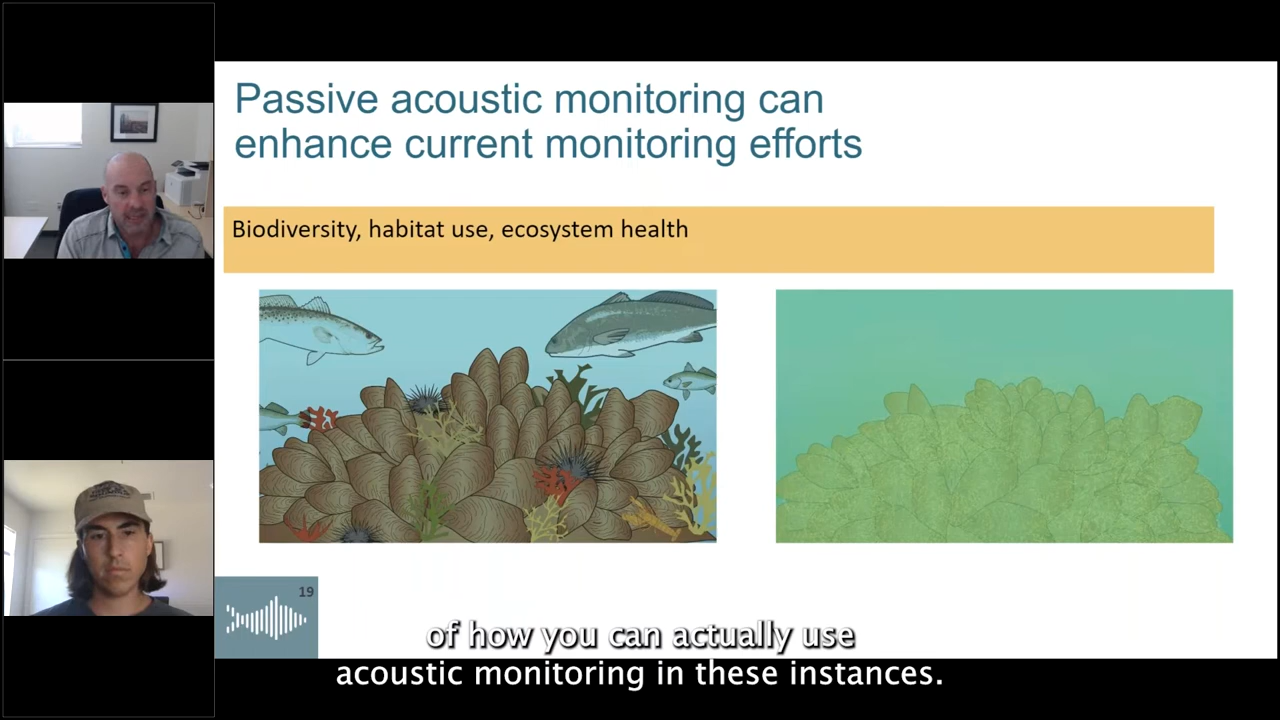 Passive acoustic monitoring can
enhance current monitoring efforts
Biodiversity, habitat use, ecosystem health
19
of how you can actually use
acoustic monitoring in these instances.